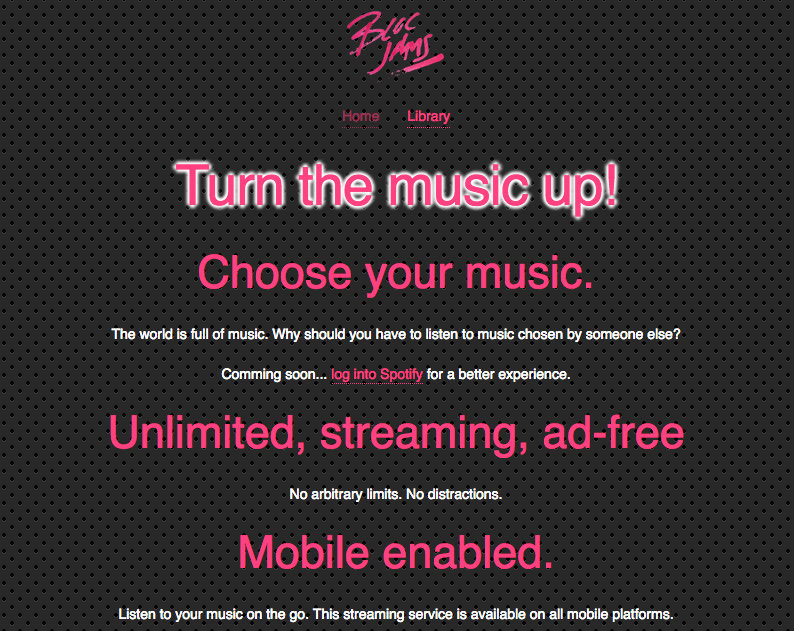 BLOC
JAMS
Home Library
Turn the music up!
Choose your music.
The world is full of music. Why should you have to listen to music chosen by someone else?
Comming soon... log into Spotify for a better experience.
Unlimited, streaming, ad-free
No arbitrary limits. No distractions.
Mobile enabled.
Listen to your music on the go. This streaming service is available on all mobile platforms.